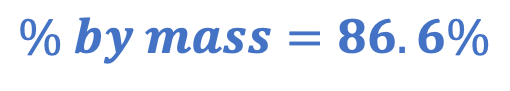 % by mass = 86.6%